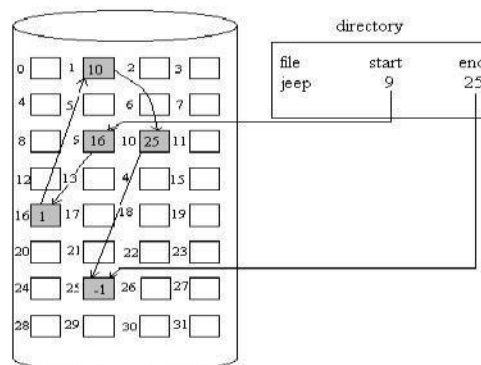 directory
file start end
jeep 9 25
0 1 10 2 3
4 5 6 7
8 9 16 10 25 11
12 13 4 15
16 1 17 18 19
20 21 22 23
24 25 -1 26 27
28 29 30 31